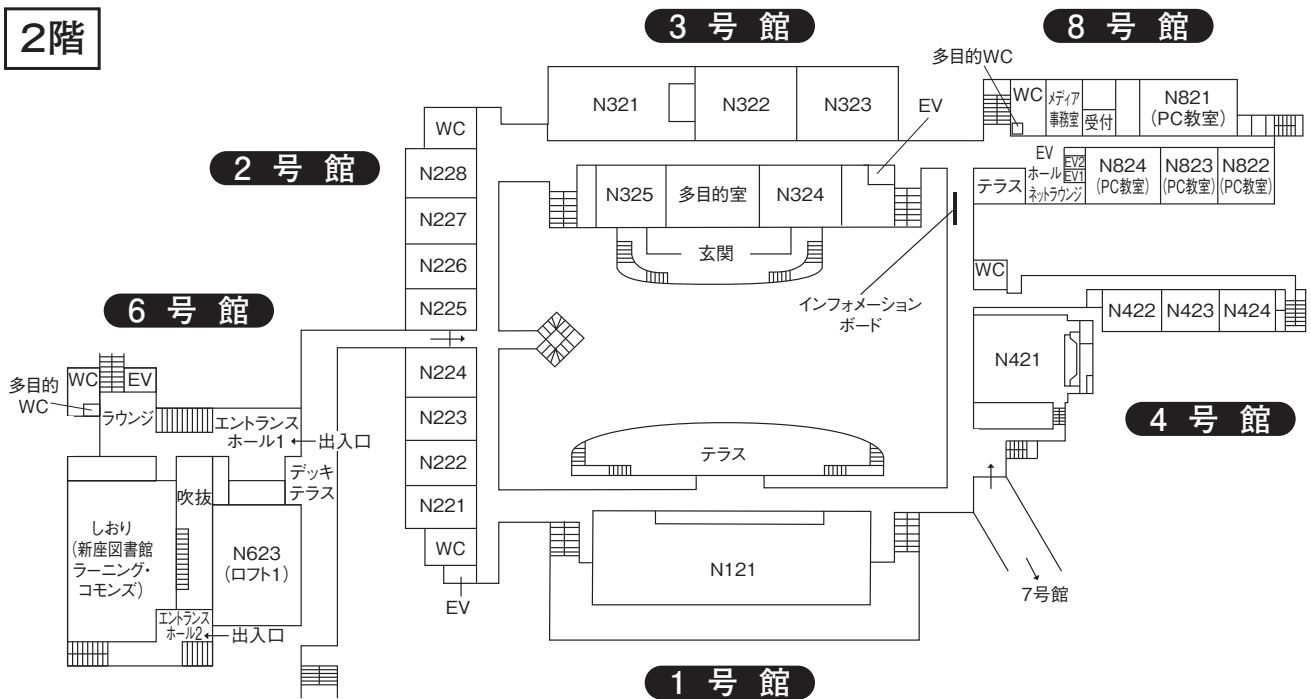 2階
3 号 館
8 号 館
多目的WC
N321
N322
N323
EV
WC
メディア
事務室
受付
N821
(PC教室)
WC
2 号 館
N228
N227
N226
N225
N325
多目的室
N324
玄関
テラス
EV
ホール
ネットラウンジ
EV2
EV1
N824
(PC教室)
N823
(PC教室)
N822
(PC教室)
WC
インフォメーション
ボード
N422
N423
N424
N421
4 号 館
6 号 館
多目的
WC
WC
EV
ラウンジ
エントランス
ホール1
出入口
デッキ
テラス
N224
N223
N222
N221
WC
EV
テラス
吹抜
しおり
(新座図書館
ラーニング・
コモンズ)
N623
(ロフト1)
エントランス
ホール2
出入口
N121
7号館
1 号 館